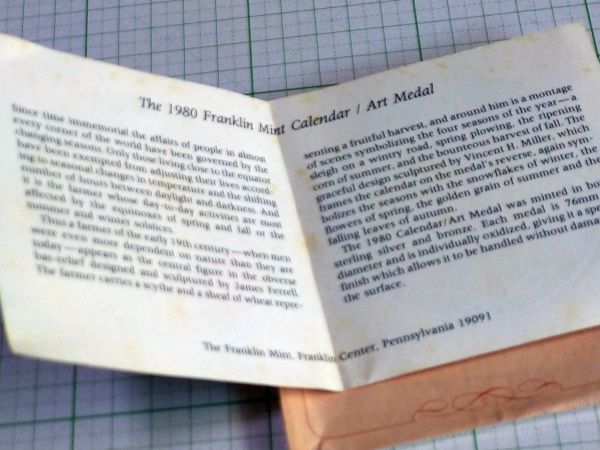 The 1980 Franklin Mint Calendar / Art Medal
Since time immemorial the affairs of people in almost
every corner of the world have been governed by the
changing seasons. Only those living close to the equator
have been exempted from adjusting their lives accord-
ing to seasonal changes in temperature and the shifting
number of hours between daylight and darkness. And
it is the farmer whose day-to-day activities are most
affected by the equinoxes of spring and fall or the
summer and winter solstices.
Thus a farmer of the early 19th century—when men
were even more dependent on nature than they are
today—appears as the central figure in the obverse
bas-relief designed and sculptured by James Ferrell.
The farmer carries a scythe and a sheaf of wheat repre-
senting a fruitful harvest, and around him is a montage
of scenes symbolizing the four seasons of the year—a
sleigh on a wintry road, spring plowing, the ripening
corn of summer, and the bounteous harvest of fall. The
graceful design sculptured by Vincent H. Miller, which
frames the calendar on the medal's reverse, again sym-
bolizes the seasons with the snowflakes of winter, the
flowers of spring, the golden grain of summer and the
falling leaves of autumn.
The 1980 Calendar/Art Medal was minted in bo
sterling silver and bronze. Each medal is 76mm
diameter and is individually oxidized, giving it a spe
finish which allows it to be handled without dama
the surface.
The Franklin Mint, Franklin Center, Pennsylvania 19091